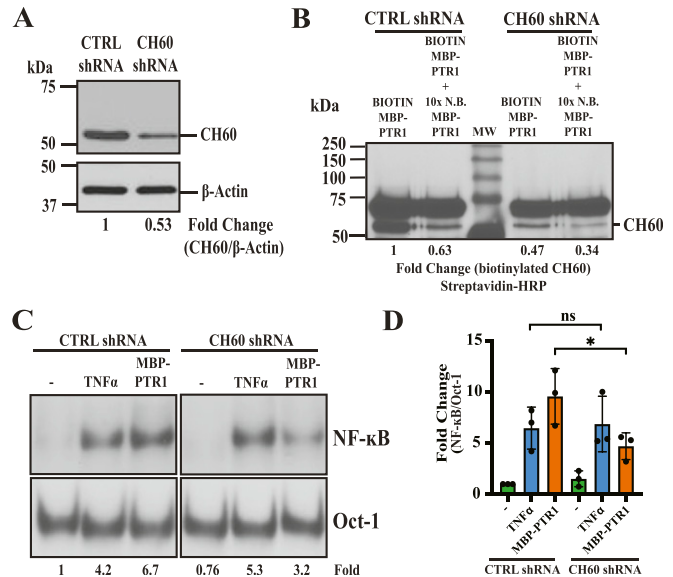 A
CTRL shRNA
CH60 shRNA
kDa
75
50
CH60
50
37
β-Actin
1 0.53 Fold Change
(CH60/β-Actin)
B
CTRL shRNA CH60 shRNA
kDa
BIOTIN MBP-PTR1
BIOTIN MBP-PTR1 + 10x N.B. MBP-PTR1
MW
BIOTIN MBP-PTR1
BIOTIN MBP-PTR1 + 10x N.B. MBP-PTR1
250
150
100
75
50
CH60
1 0.63 0.47 0.34
Fold Change (biotinylated CH60)
Streptavidin-HRP
C
CTRL shRNA CH60 shRNA
- TNFα MBP-PTR1 - TNFα MBP-PTR1
NF-κB
Oct-1
1 4.2 6.7 0.76 5.3 3.2 Fold
D
Fold Change
(NF-κB/Oct-1
15
10
5
0
ns
*
- TNFα MBP-PTR1 - TNFα MBP-PTR1
CTRL shRNA CH60 shRNA